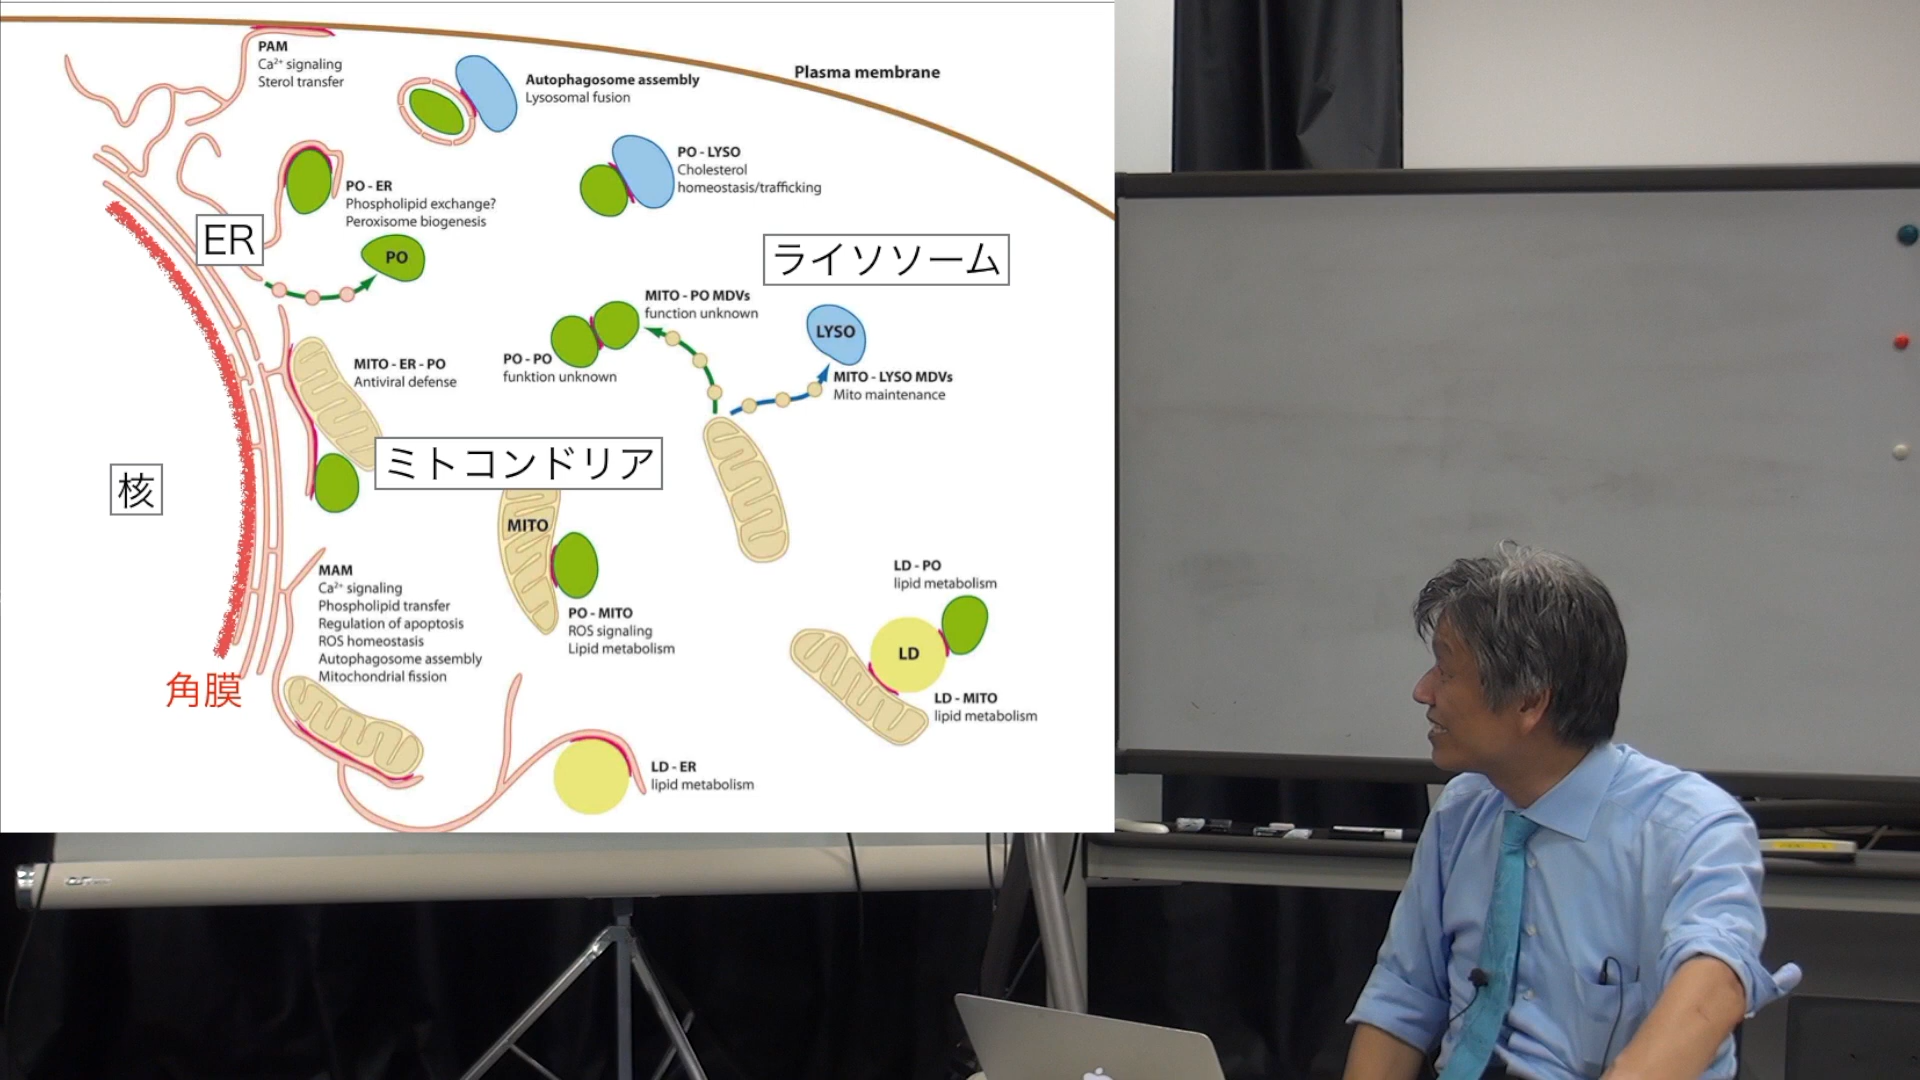 PAM
Ca²⁺ signaling
Sterol transfer
Autophagosome assembly
Lysosomal fusion
Plasma membrane
PO - LYSO
Cholesterol
homeostasis/trafficking
PO - ER
Phospholipid exchange?
Peroxisome biogenesis
ER
PO
ライソソーム
MITO - PO MDVs
function unknown
LYSO
PO - PO
funktion unknown
MITO - ER - PO
Antiviral defense
MITO - LYSO MDVs
Mito maintenance
ミトコンドリア
核
MITO
MAM
Ca²⁺ signaling
Phospholipid transfer
Regulation of apoptosis
ROS homeostasis
Autophagosome assembly
Mitochondrial fission
PO - MITO
ROS signaling
Lipid metabolism
LD - PO
lipid metabolism
LD
LD - MITO
lipid metabolism
角膜
LD - ER
lipid metabolism